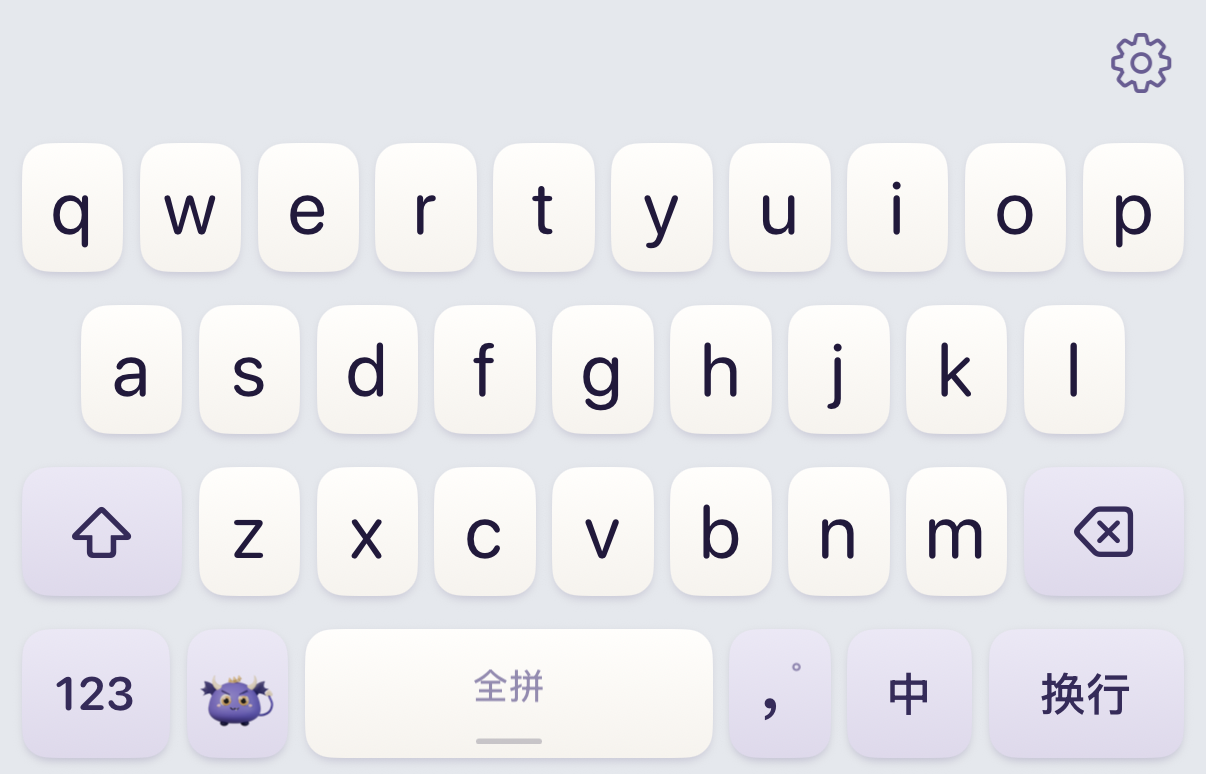 q w e r t y u i o p
a s d f g h j k l
z x c v b n m
123 全拼 ，。 中 换行